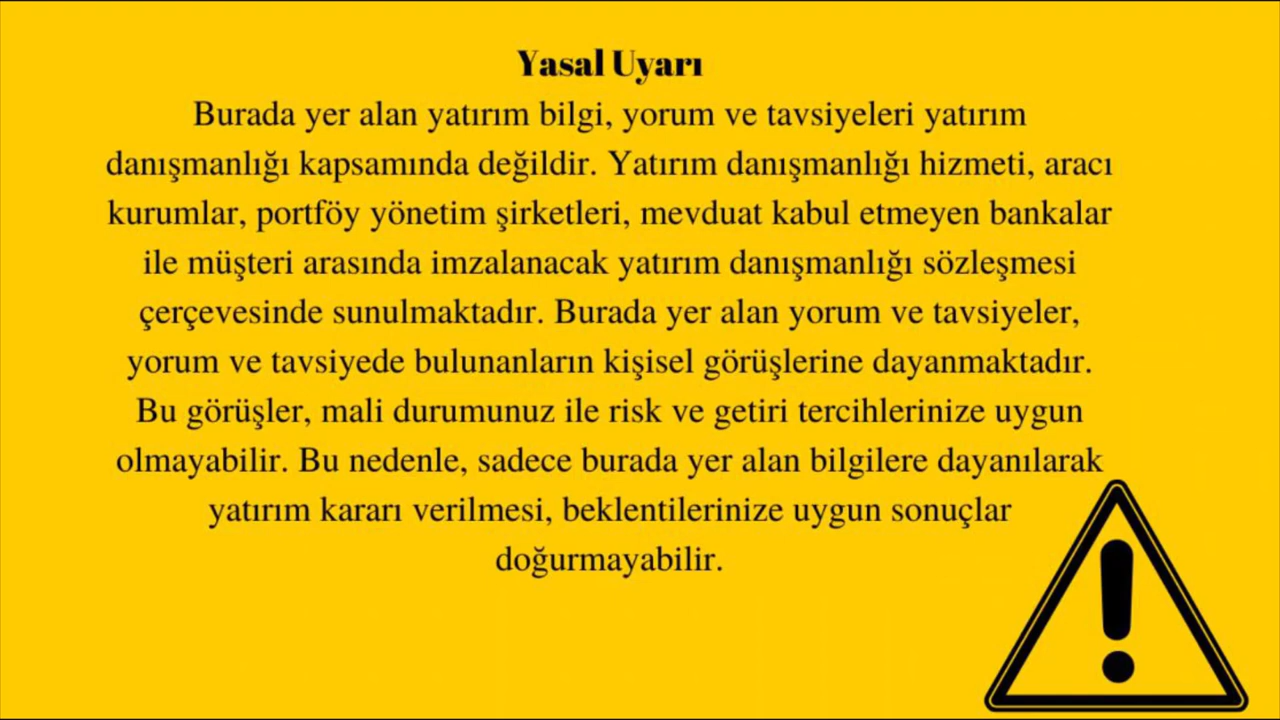 Yasal Uyarı
Burada yer alan yatırım bilgi, yorum ve tavsiyeleri yatırım
danışmanlığı kapsamında değildir. Yatırım danışmanlığı hizmeti, aracı
kurumlar, portföy yönetim şirketleri, mevduat kabul etmeyen bankalar
ile müşteri arasında imzalanacak yatırım danışmanlığı sözleşmesi
çerçevesinde sunulmaktadır. Burada yer alan yorum ve tavsiyeler,
yorum ve tavsiyede bulunanların kişisel görüşlerine dayanmaktadır.
Bu görüşler, mali durumunuz ile risk ve getiri tercihlerinize uygun
olmayabilir. Bu nedenle, sadece burada yer alan bilgilere dayanılarak
yatırım kararı verilmesi, beklentilerinize uygun sonuçlar
doğurmayabilir.